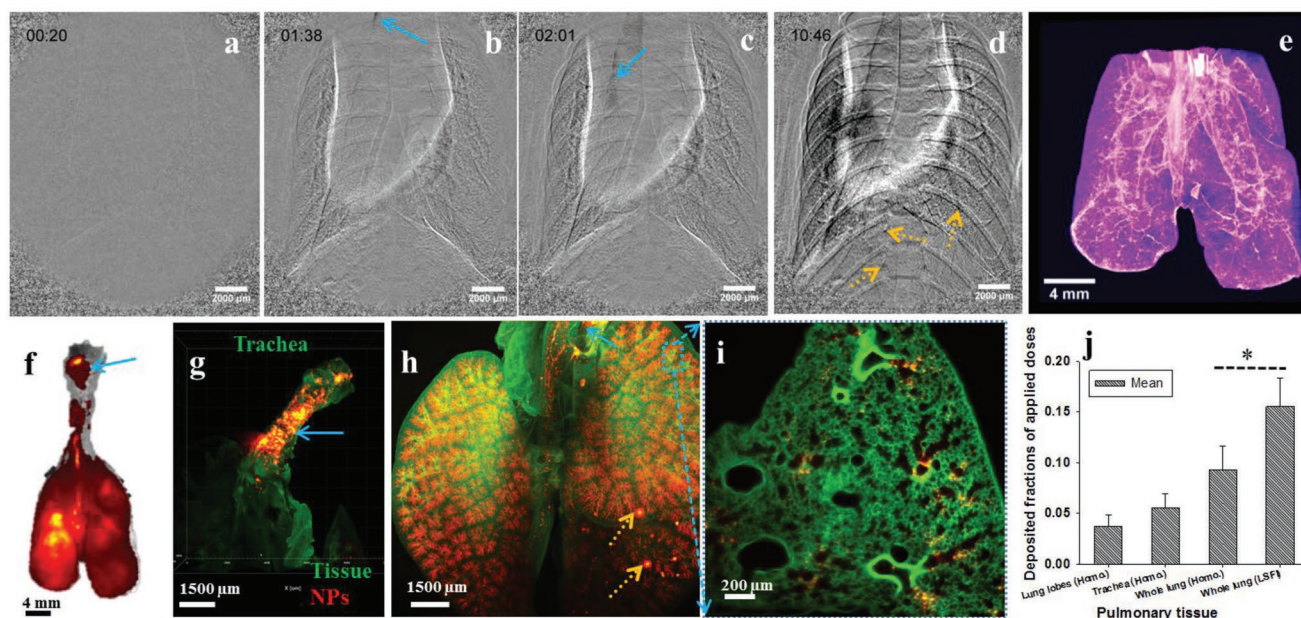 00:20
a
2000 µm
01:38
b
2000 µm
02:01
c
2000 µm
10:46
d
2000 µm
e
4 mm
f
4 mm
g
Trachea
Tissue
NPs
1500 µm
h
1500 µm
i
200 µm
j
*
Mean
0.20
0.15
0.10
0.05
0.00
Deposited fractions of applied doses
Lung lobes (Homo)
Trachea (Homo)
Whole lung (Homo)
Whole lung (LSFI)
Pulmonary tissue